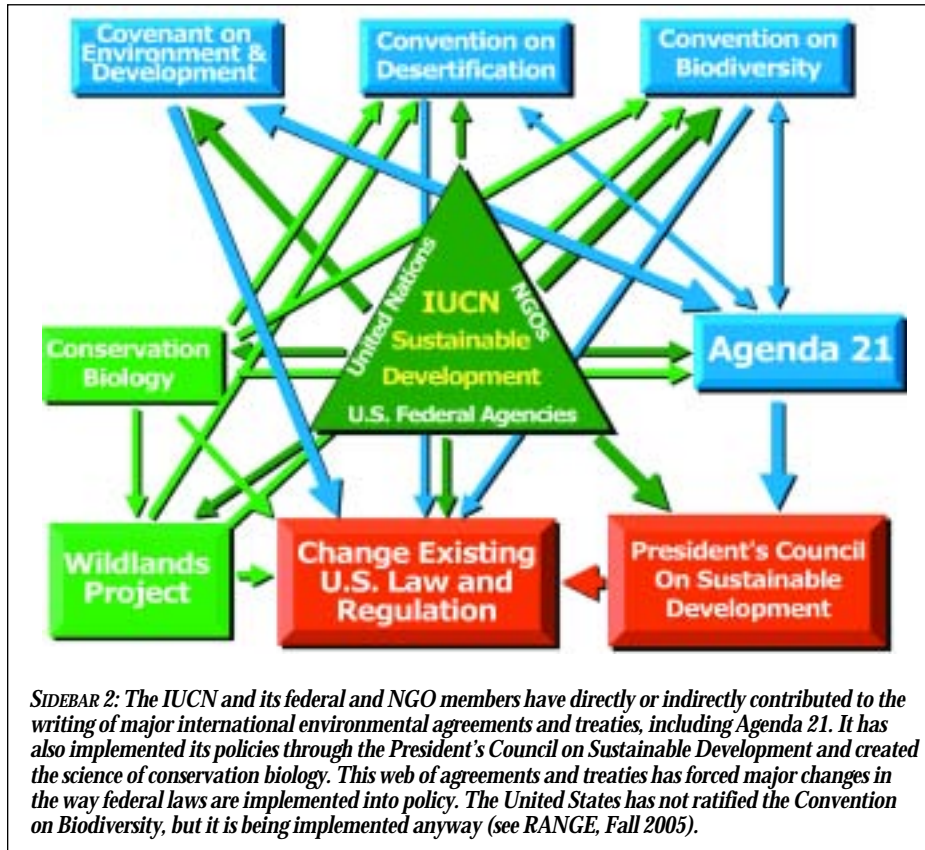 Covenant on
Environment &
Development
Convention on
Desertification
Convention on
Biodiversity
United Nations
NGOs
IUCN
Sustainable
Development
U.S. Federal Agencies
Conservation
Biology
Agenda 21
Wildlands
Project
Change Existing
U.S. Law and
Regulation
President's Council
On Sustainable
Development
SIDEBAR 2: The IUCN and its federal and NGO members have directly or indirectly contributed to the
writing of major international environmental agreements and treaties, including Agenda 21. It has
also implemented its policies through the President's Council on Sustainable Development and created
the science of conservation biology. This web of agreements and treaties has forced major changes in
the way federal laws are implemented into policy. The United States has not ratified the Convention
on Biodiversity, but it is being implemented anyway (see RANGE, Fall 2005).